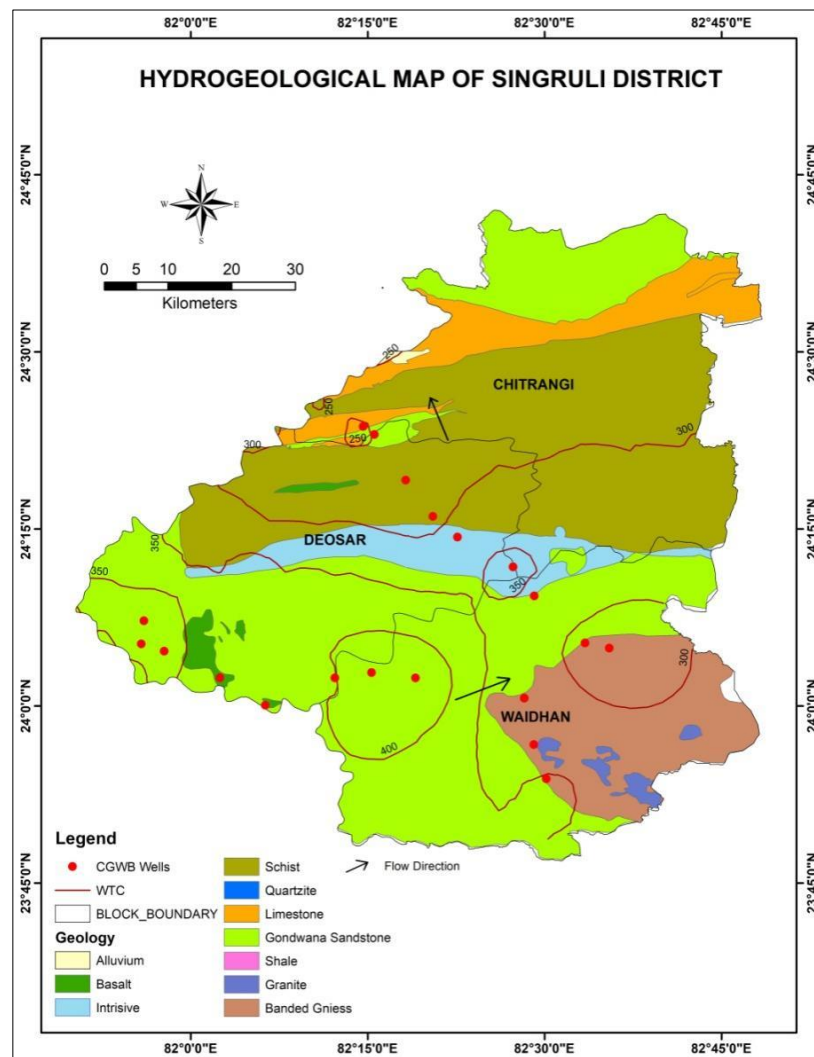 82°0'0"E 82°15'0"E 82°30'0"E 82°45'0"E
HYDROGEOLOGICAL MAP OF SINGRULI DISTRICT
24°45'0"N 24°45'0"N
N
W E
S
0 5 10 20 30
Kilometers
24°30'0"N 24°30'0"N
250
CHITRANGI
250
250
300
300
24°15'0"N 24°15'0"N
DEOSAR
350
350
350
300
24°0'0"N 24°0'0"N
WAIDHAN
400
Legend
CGWB Wells
WTC
BLOCK_BOUNDARY
Geology
Alluvium
Basalt
Intrisive
Schist
Quartzite
Limestone
Gondwana Sandstone
Shale
Granite
Banded Gniess
Flow Direction
23°45'0"N 23°45'0"N
82°0'0"E 82°15'0"E 82°30'0"E 82°45'0"E